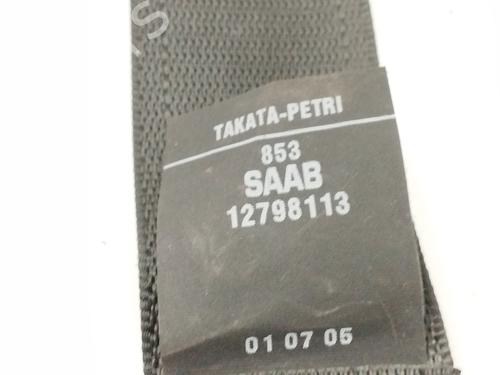 TAKATA-PETRI
853
SAAB
12798113
01 07 05